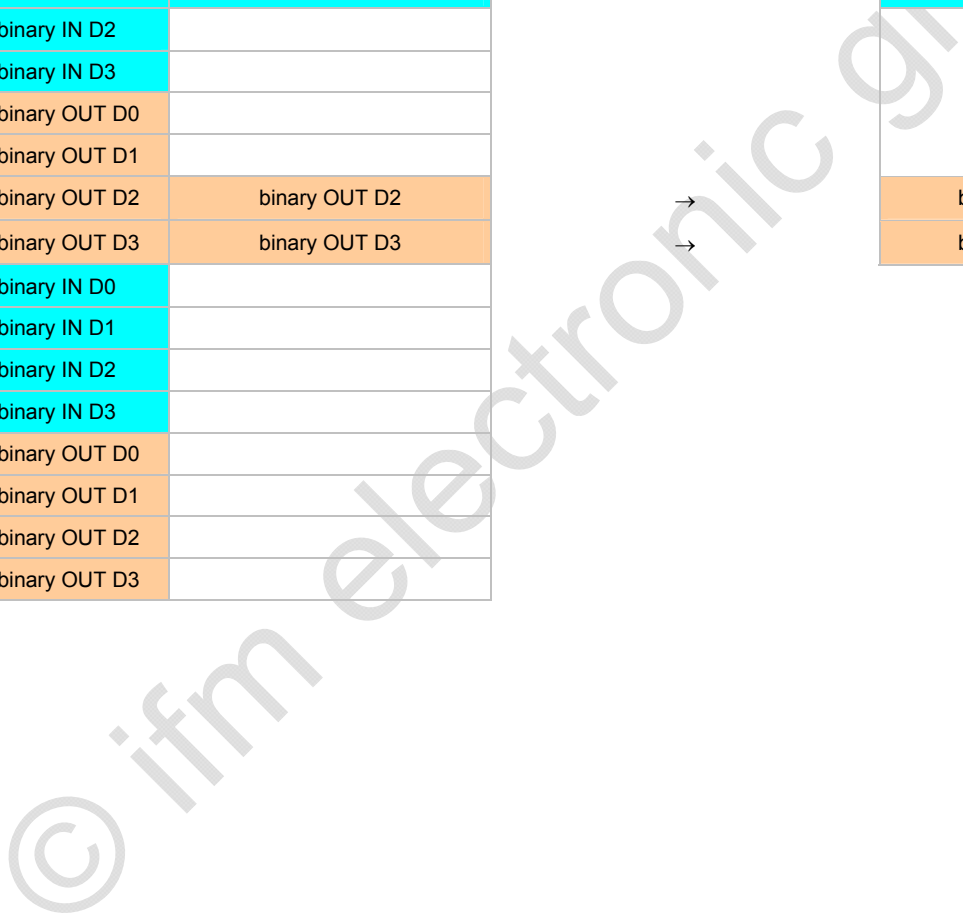 binary IN D2
binary IN D3
binary OUT D0
binary OUT D1
binary OUT D2 binary OUT D2 →
binary OUT D3 binary OUT D3 →
binary IN D0
binary IN D1
binary IN D2
binary IN D3
binary OUT D0
binary OUT D1
binary OUT D2
binary OUT D3
© ifm electronic